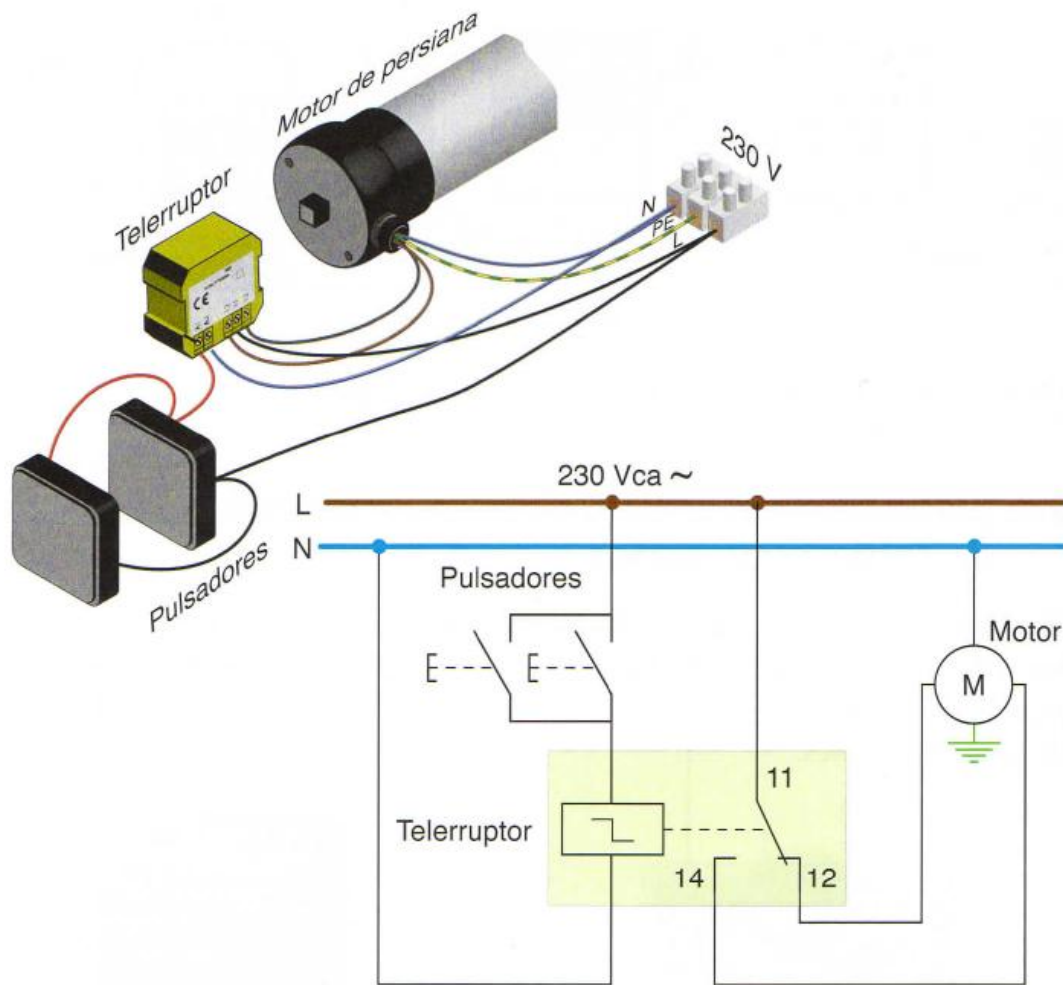 Motor de persiana
230 V
Telerruptor
N
PE
L
CE
Pulsadores
230 Vca ~
L
N
Pulsadores
Motor
M
11
Telerruptor
14
12